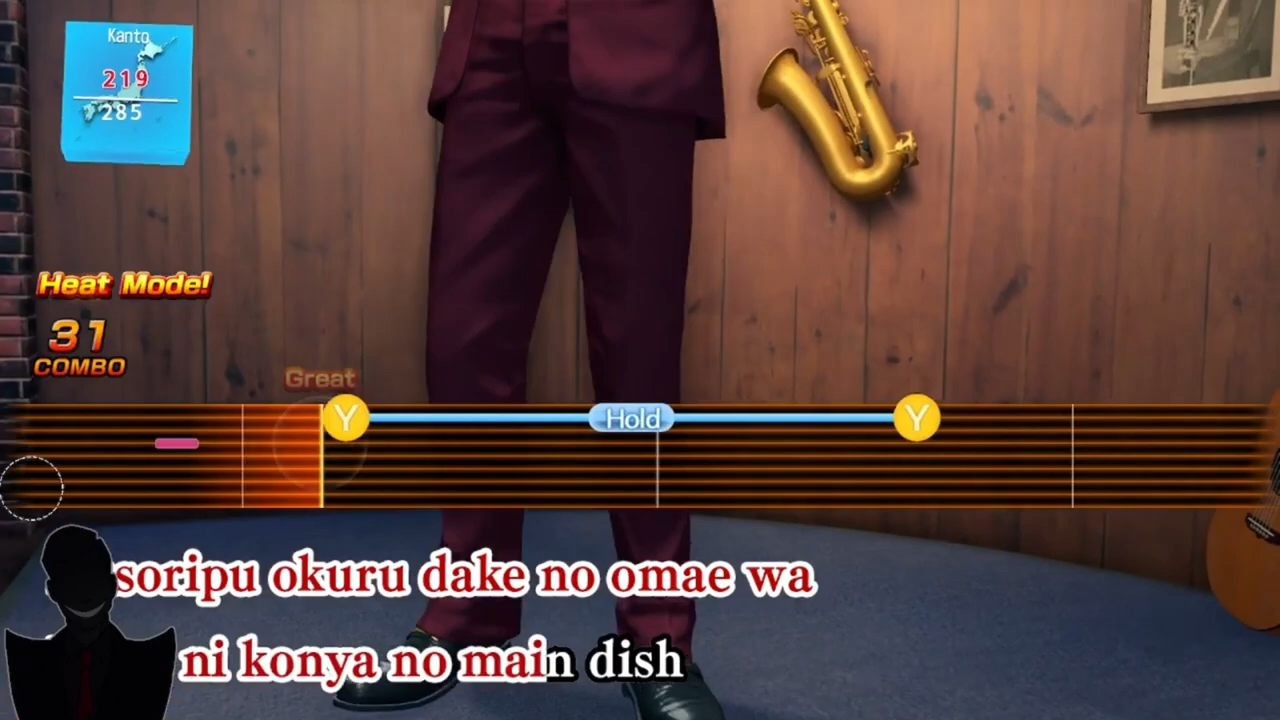 Kanto
219
285
Heat Mode!
31
COMBO
Great
Y Hold Y
soripu okuru dake no omae wa
ni konya no main dish